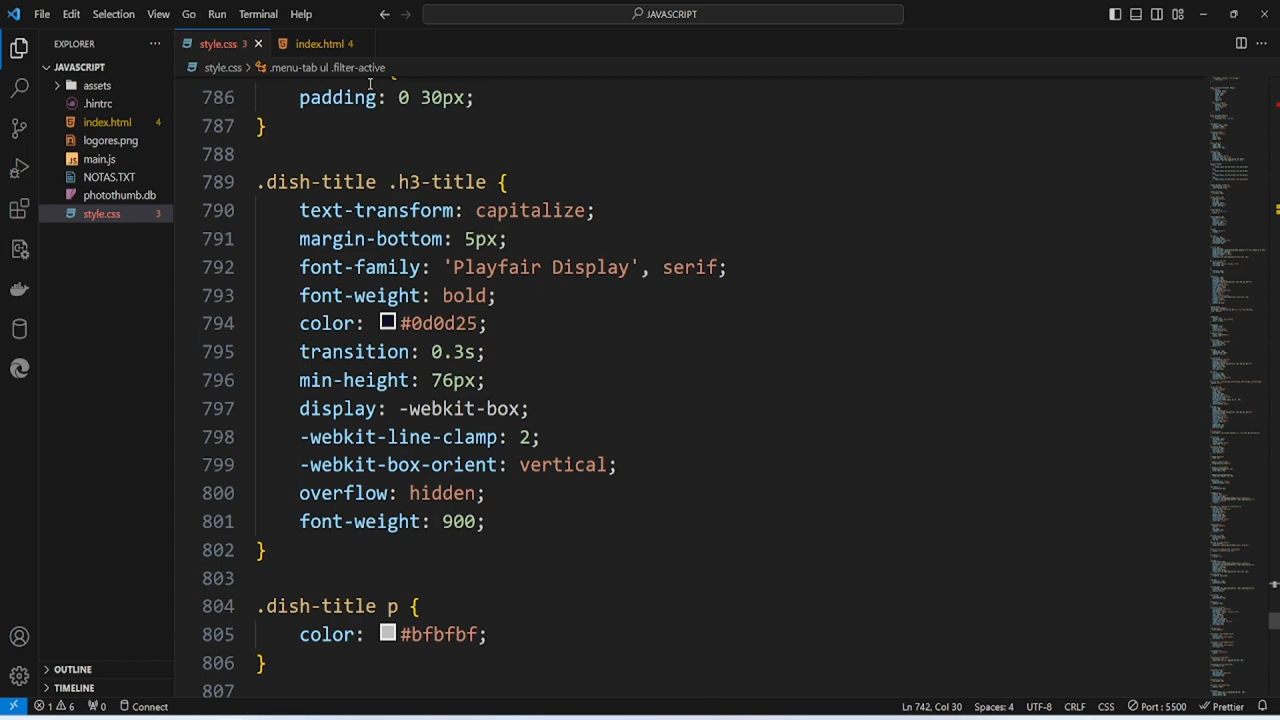 File Edit Selection View Go Run Terminal Help JAVASCRIPT
EXPLORER ... style.css 3 index.html 4
JAVASCRIPT style.css > .menu-tab ul .filter-active
assets
.hintrc
index.html 4
logores.png
main.js
NOTAS.TXT
photothumb.db
style.css 3
786 padding: 0 30px;
787 }
788
789 .dish-title .h3-title {
790 text-transform: capitalize;
791 margin-bottom: 5px;
792 font-family: 'Playfair Display', serif;
793 font-weight: bold;
794 color: #0d0d25;
795 transition: 0.3s;
796 min-height: 76px;
797 display: -webkit-box;
798 -webkit-line-clamp: 2;
799 -webkit-box-orient: vertical;
800 overflow: hidden;
801 font-weight: 900;
802 }
803
804 .dish-title p {
805 color: #bfbfbf;
806 }
807
OUTLINE
TIMELINE
1 6 0 Connect Ln 742, Col 30 Spaces: 4 UTF-8 CRLF CSS Port : 5500 Prettier